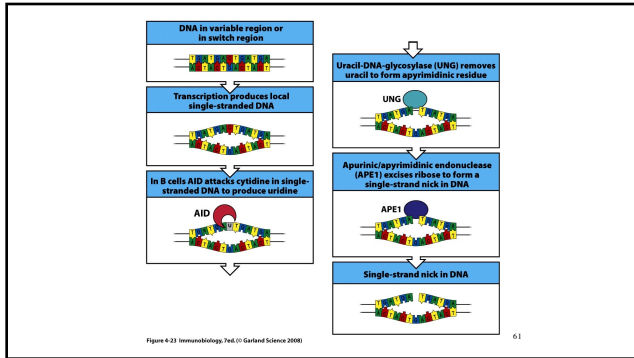 DNA in variable region or
in switch region
Transcription produces local
single-stranded DNA
In B cells AID attacks cytidine in single-
stranded DNA to produce uridine
AID
U
Uracil-DNA-glycosylase (UNG) removes
uracil to form apyrimidinic residue
UNG
Apurinic/apyrimidinic endonuclease
(APE1) excises ribose to form a
single-strand nick in DNA
APE1
Single-strand nick in DNA
Figure 4-23 Immunobiology, 7ed. (© Garland Science 2008)
61